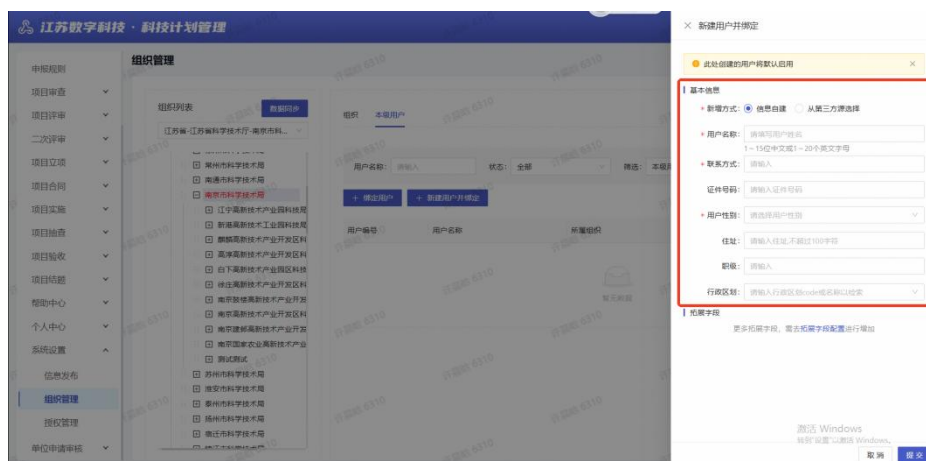 江苏数字科技 · 科技计划管理
申报规则
项目审查
项目评审
二次评审
项目立项
项目合同
项目实施
项目抽查
项目验收
项目结题
帮助中心
个人中心
系统设置
信息发布
组织管理
授权管理
单位申请审核
组织管理
组织列表
数据同步
江苏省-江苏省科学技术厅-南京市科...
常州市科学技术局
南通市科学技术局
南京市科学技术局
江宁高新技术产业园科技局
新港高新技术工业园科技局
麒麟高新技术产业开发区科
高淳高新技术产业开发区科
白下高新技术产业园区科技
徐庄高新技术产业开发区科
南京鼓楼高新技术产业开发
南京高新技术产业开发区科
南京建邺高新技术产业开发
南京国家农业高新技术产业
测试测试
苏州市科学技术局
淮安市科学技术局
泰州市科学技术局
扬州市科学技术局
宿迁市科学技术局
组织 本级用户
用户名称: 请输入 状态: 全部 筛选: 本级用
+ 绑定用户 + 新建用户并绑定
用户编号 用户名称 所属组织
暂无数据
× 新建用户并绑定
此处创建的用户将默认启用 ×
基本信息
* 新增方式: 信息自建 从第三方源选择
* 用户名称: 请填写用户姓名
1~15位中文或1~20个英文字母
* 联系方式: 请输入
证件号码: 请输入证件号码
* 用户性别: 请选择用户性别
住址: 请输入住址,不超过100字符
职级: 请输入
行政区划: 请输入行政区划code或名称以检索
拓展字段
更多拓展字段, 需去拓展字段配置进行增加
激活 Windows
转到"设置"以激活 Windows。
取 消 提 交